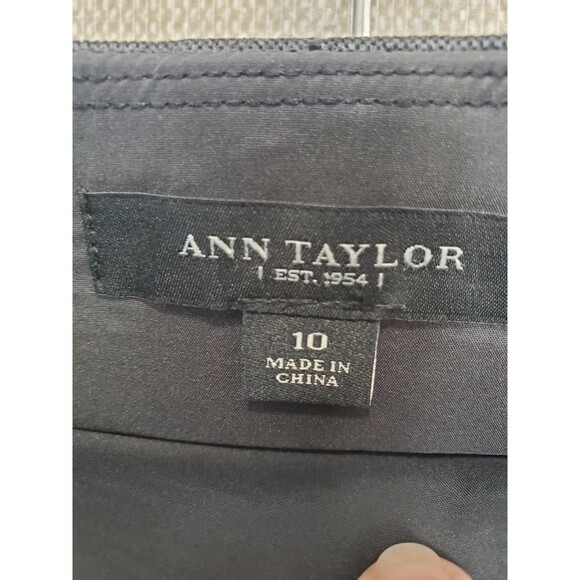 ANN TAYLOR
EST. 1954
10
MADE IN
CHINA